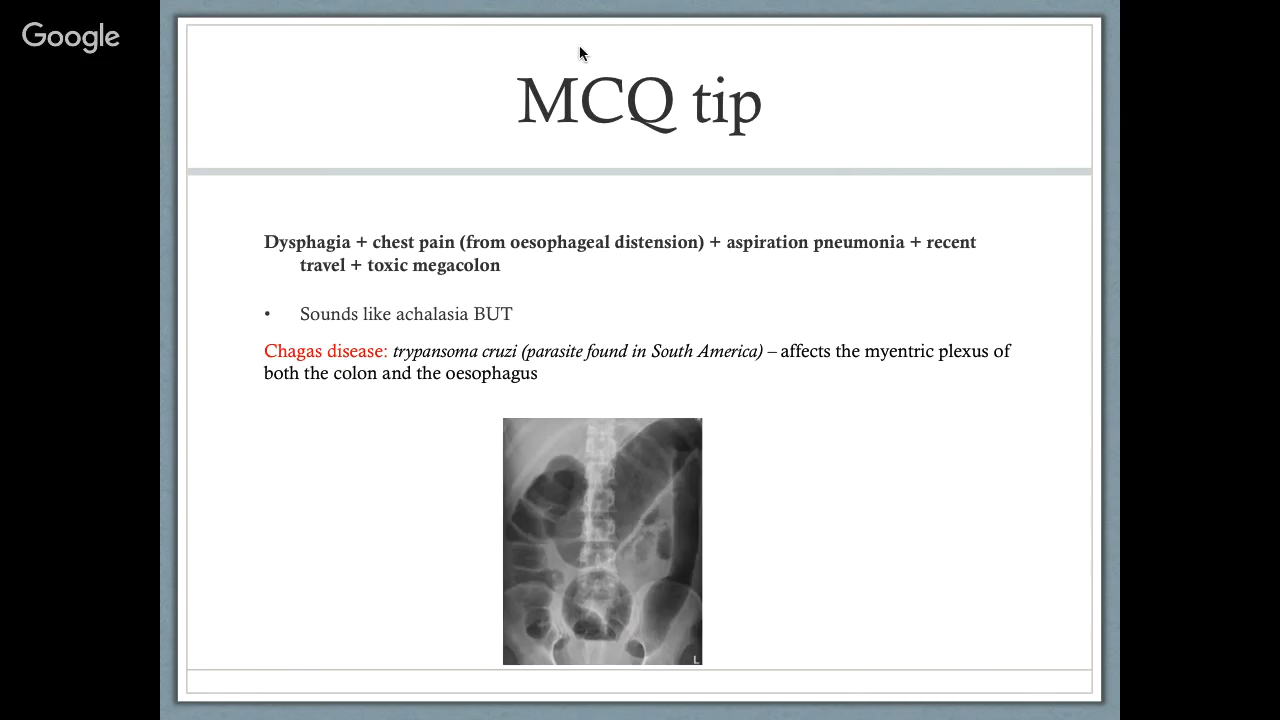 Google
MCQ tip
Dysphagia + chest pain (from oesophageal distension) + aspiration pneumonia + recent
travel + toxic megacolon
• Sounds like achalasia BUT
Chagas disease: trypansoma cruzi (parasite found in South America) – affects the myentric plexus of
both the colon and the oesophagus
L